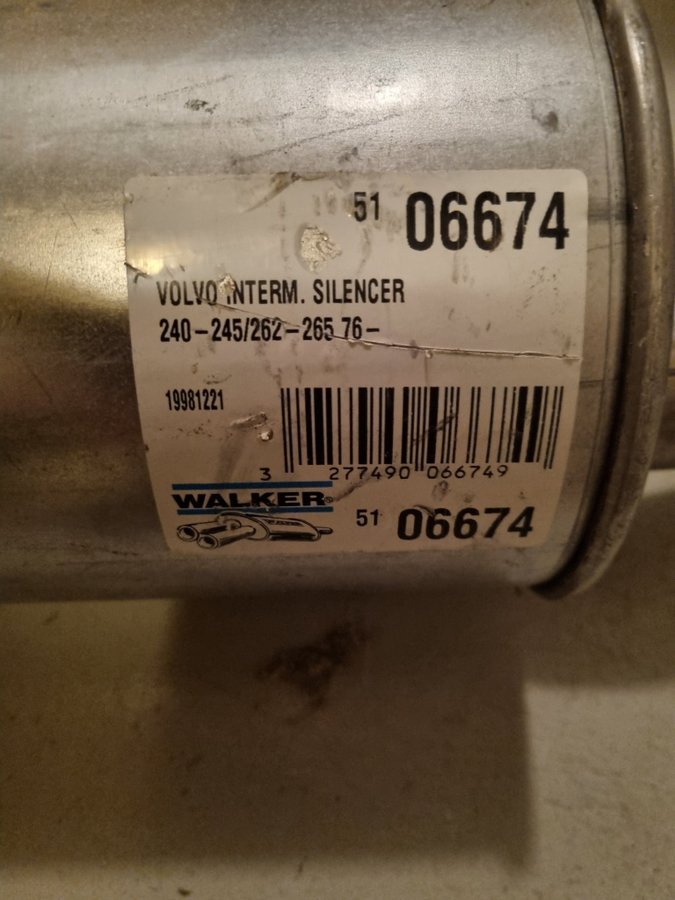 51 06674
VOLVO INTERM. SILENCER
240-245/262-265 76-
19981221
3 277490 066749
WALKER®
51 06674